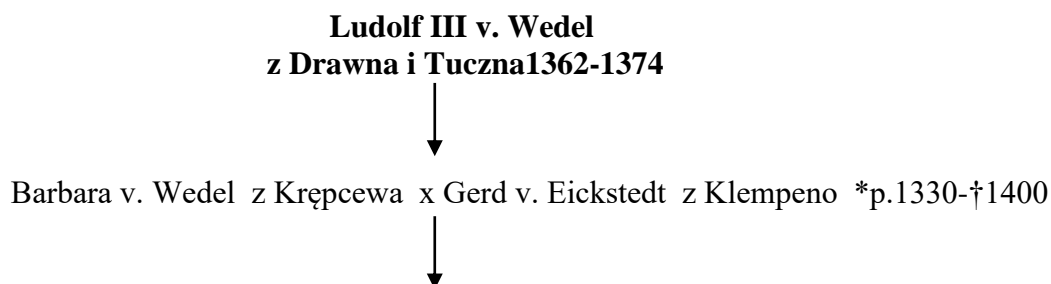 Ludolf III v. Wedel
z Drawna i Tuczna1362-1374
Barbara v. Wedel z Krępcewa x Gerd v. Eickstedt z Klempeno *p.1330-†1400